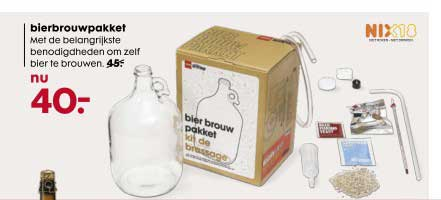 bierbrouwpakket
Met de belangrijkste
benodigdheden om zelf
bier te brouwen. 45.-
nu
40.-
NIX18
bier brouw
pakket
kit de
brassage